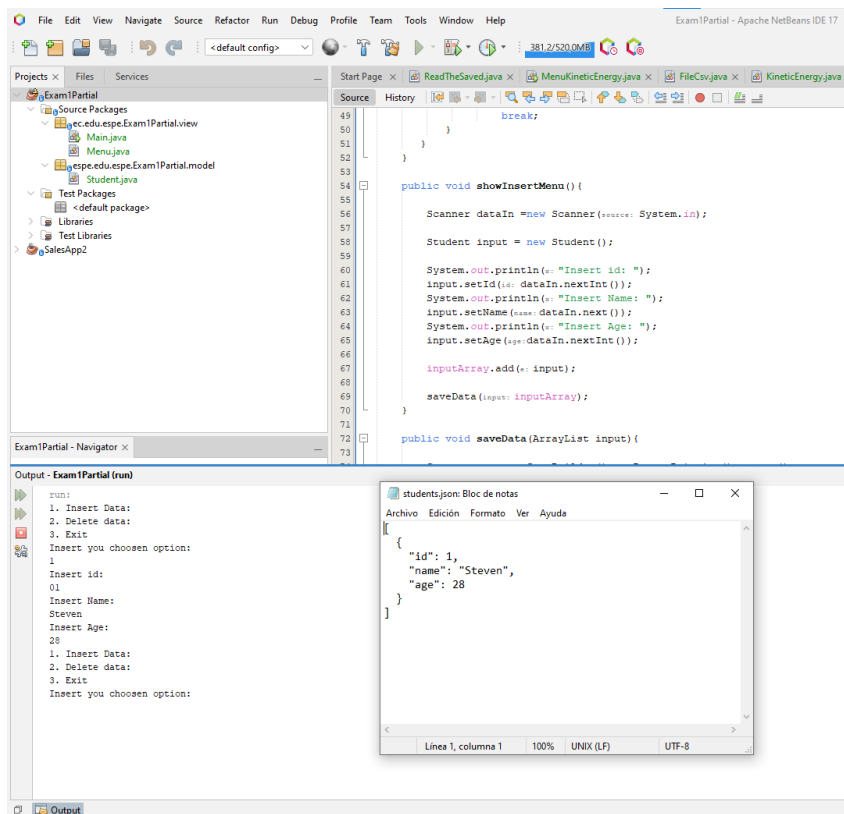 File Edit View Navigate Source Refactor Run Debug Profile Team Tools Window Help
Exam1Partial - Apache NetBeans IDE 17
<default config>
381.2/520.0MB
Projects
Files
Services
Exam1Partial
Source Packages
ec.edu.espe.Exam1Partial.view
Main.java
Menu.java
espe.edu.espe.Exam1Partial.model
Student.java
Test Packages
<default package>
Libraries
Test Libraries
SalesApp2
Start Page
ReadTheSaved.java
MenuKineticEnergy.java
FileCsv.java
KineticEnergy.java
Source History
49 break;
50 }
51 }
52 }
53
54 public void showInsertMenu(){
55
56 Scanner dataIn =new Scanner(source: System.in);
57
58 Student input = new Student();
59
60 System.out.println(x: "Insert id: ");
61 input.setId(id: dataIn.nextInt());
62 System.out.println(x: "Insert Name: ");
63 input.setName(name: dataIn.next());
64 System.out.println(x: "Insert Age: ");
65 input.setAge(age:dataIn.nextInt());
66
67 inputArray.add(e: input);
68
69 saveData(input: inputArray);
70 }
71
72 public void saveData(ArrayList input){
73
Exam1Partial - Navigator
Output - Exam1Partial (run)
run:
1. Insert Data:
2. Delete data:
3. Exit
Insert you choosen option:
1
Insert id:
01
Insert Name:
Steven
Insert Age:
28
1. Insert Data:
2. Delete data:
3. Exit
Insert you choosen option:
students.json: Bloc de notas
Archivo Edición Formato Ver Ayuda
[
{
"id": 1,
"name": "Steven",
"age": 28
}
]
Línea 1, columna 1
100%
UNIX (LF)
UTF-8
Output